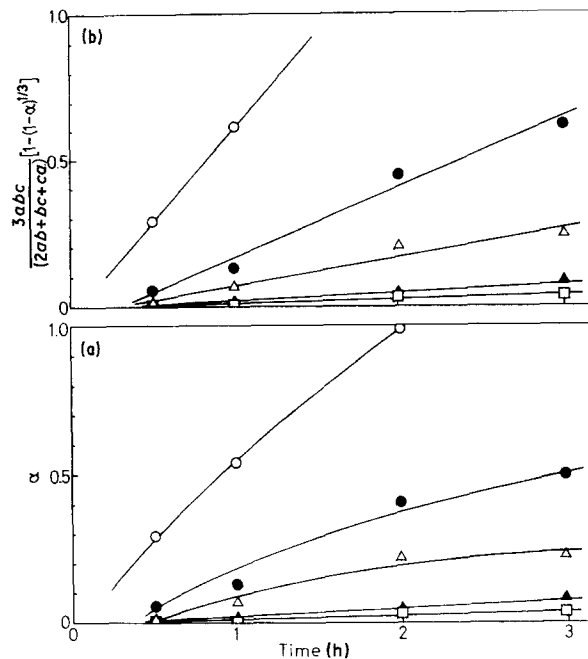 1.0
(b)
3abc
(2ab+bc+ca) [1-(1-α)^1/3]
0.5
0
1.0
(a)
α
0.5
0
0 1 2 3
Time (h)